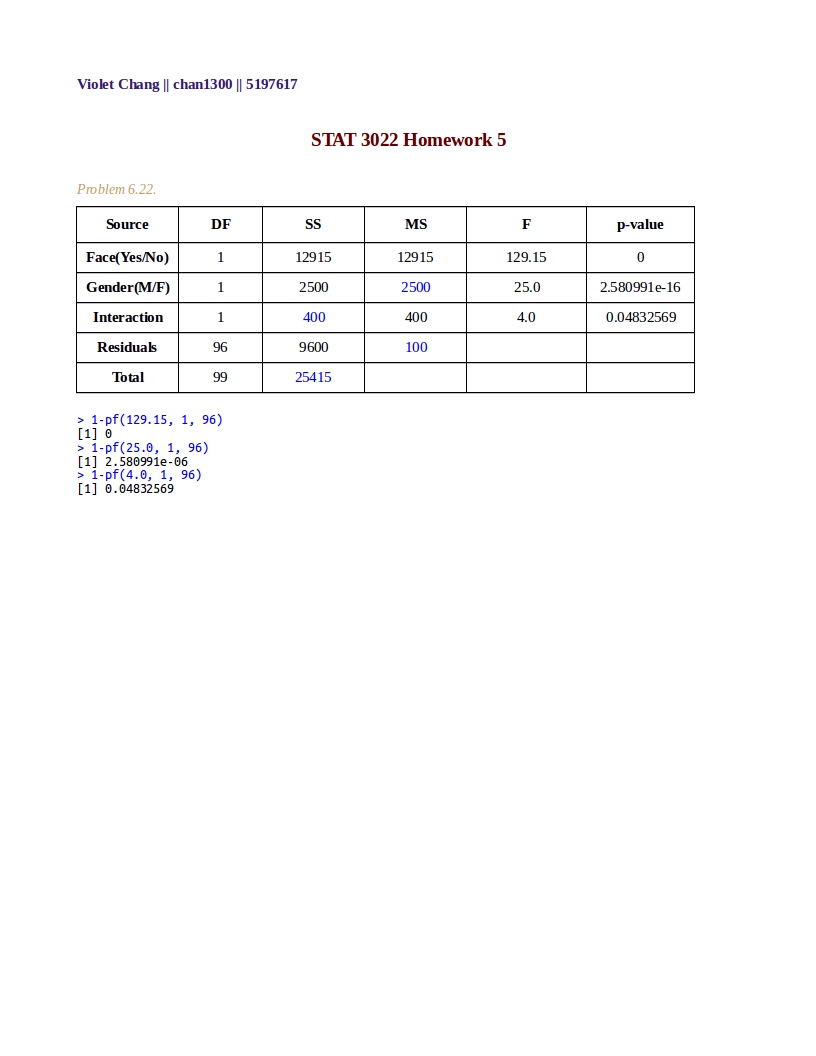 Violet Chang || chan1300 || 5197617
STAT 3022 Homework 5
Problem 6.22.
Source DF SS MS F p-value
Face(Yes/No) 1 12915 12915 129.15 0
Gender(M/F) 1 2500 2500 25.0 2.580991e-16
Interaction 1 400 400 4.0 0.04832569
Residuals 96 9600 100
Total 99 25415
> 1-pf(129.15, 1, 96)
[1] 0
> 1-pf(25.0, 1, 96)
[1] 2.580991e-06
> 1-pf(4.0, 1, 96)
[1] 0.04832569